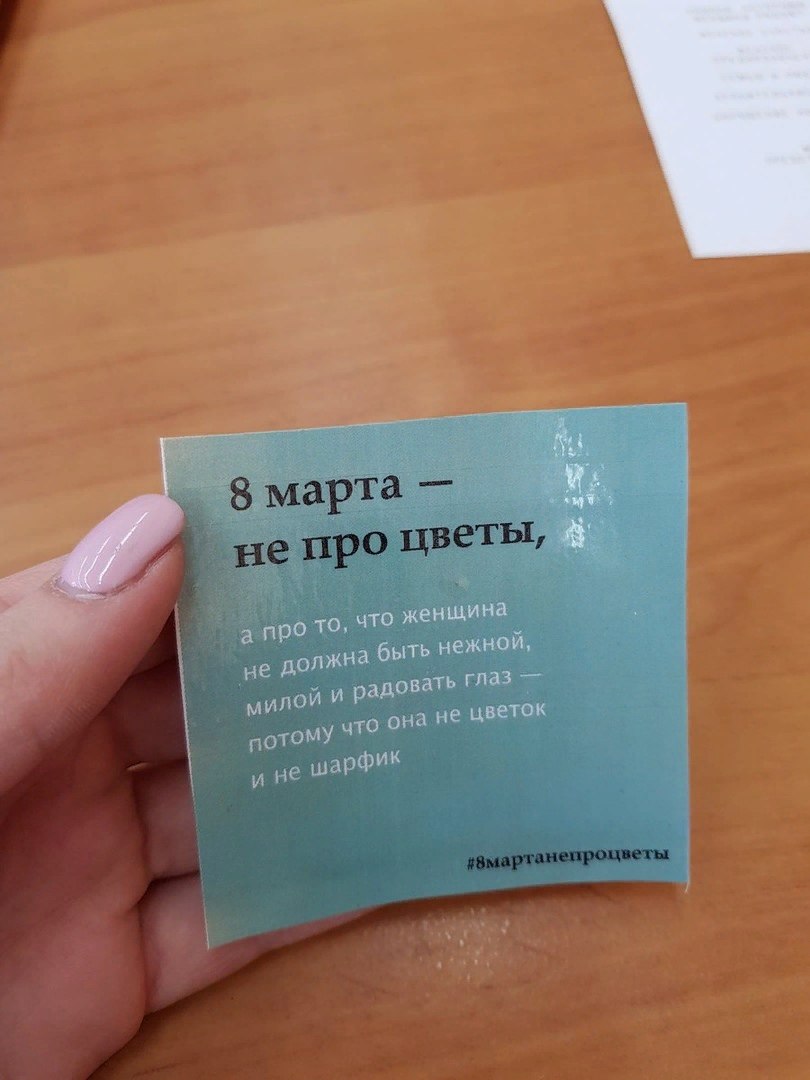 8 марта —
не про цветы,
а про то, что женщина
не должна быть нежной,
милой и радовать глаз —
потому что она не цветок
и не шарфик
#8мартанепроцветы